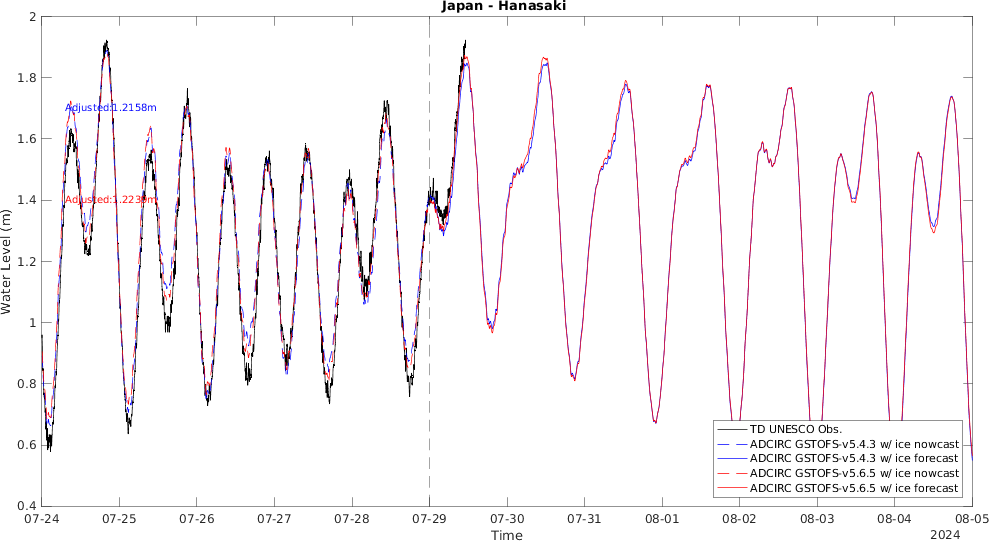 Japan - Hanasaki
Water Level (m)
2
1.8
1.6
1.4
1.2
1
0.8
0.6
0.4
Adjusted:1.2158m
07-24
07-25
07-26
07-27
07-28
07-29
07-30
07-31
08-01
08-02
08-03
08-04
08-05
Time
2024
TD UNESCO Obs.
ADCIRC GSTOFS-v5.4.3 w/ ice nowcast
ADCIRC GSTOFS-v5.4.3 w/ ice forecast
ADCIRC GSTOFS-v5.6.5 w/ ice nowcast
ADCIRC GSTOFS-v5.6.5 w/ ice forecast